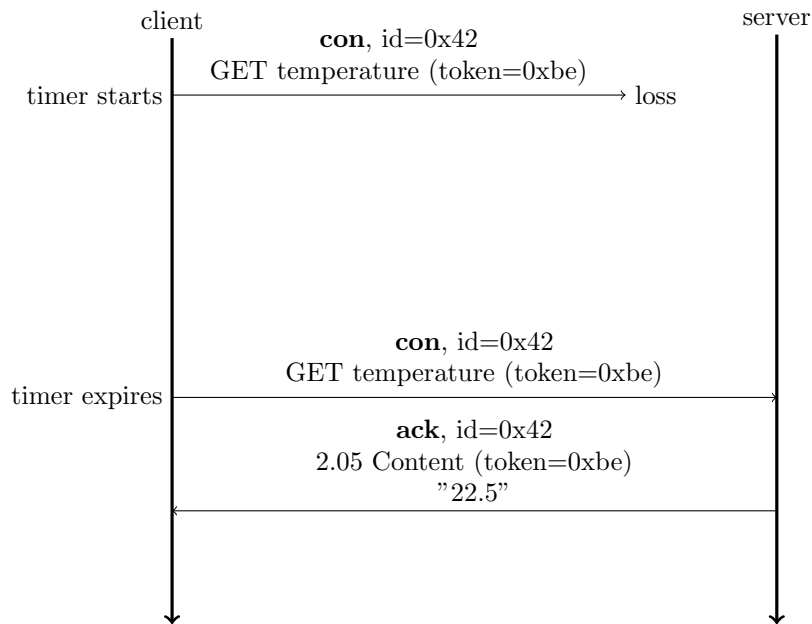 client
server
con, id=0x42
GET temperature (token=0xbe)
timer starts
loss
con, id=0x42
GET temperature (token=0xbe)
timer expires
ack, id=0x42
2.05 Content (token=0xbe)
”22.5”